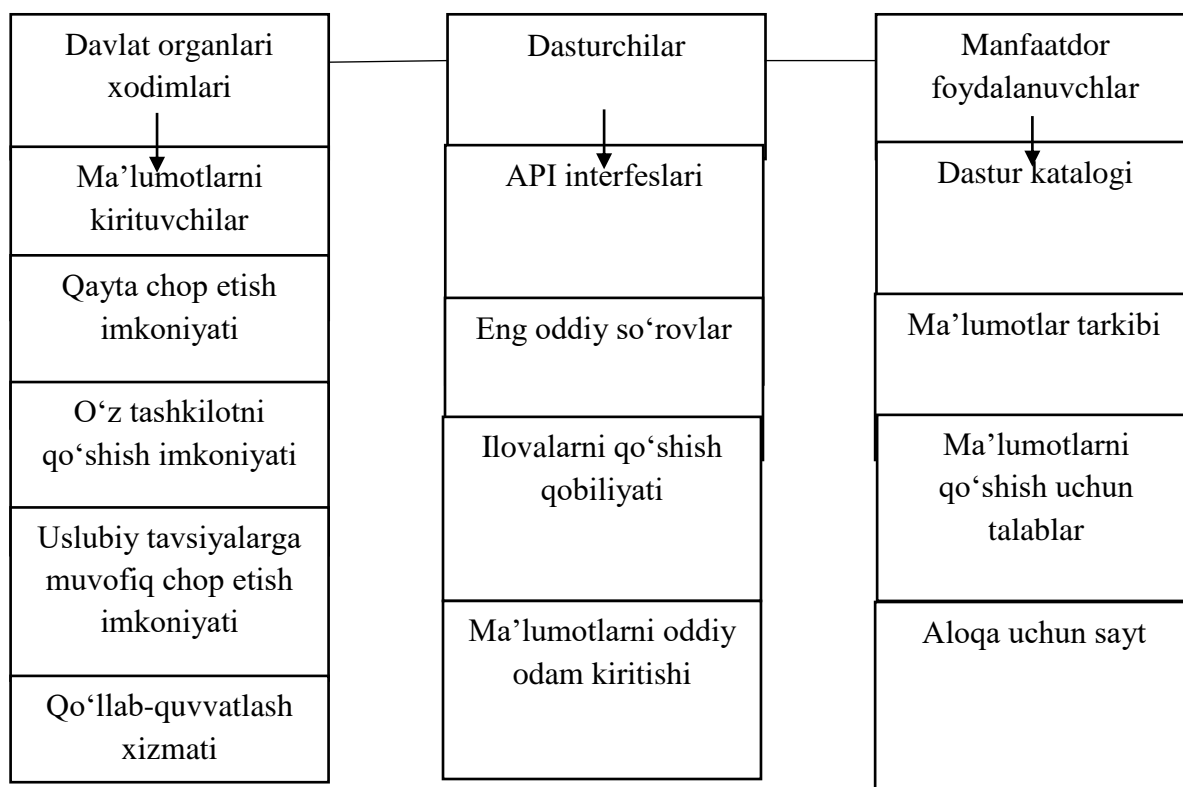 Davlat organlari
xodimlari
Ma’lumotlarni
kirituvchilar
Qayta chop etish
imkoniyati
O‘z tashkilotni
qo‘shish imkoniyati
Uslubiy tavsiyalarga
muvofiq chop etish
imkoniyati
Qo‘llab-quvvatlash
xizmati
Dasturchilar
API interfeslari
Eng oddiy so‘rovlar
Ilovalarni qo‘shish
qobiliyati
Ma’lumotlarni oddiy
odam kiritishi
Manfaatdor
foydalanuvchlar
Dastur katalogi
Ma’lumotlar tarkibi
Ma’lumotlarni
qo‘shish uchun
talablar
Aloqa uchun sayt